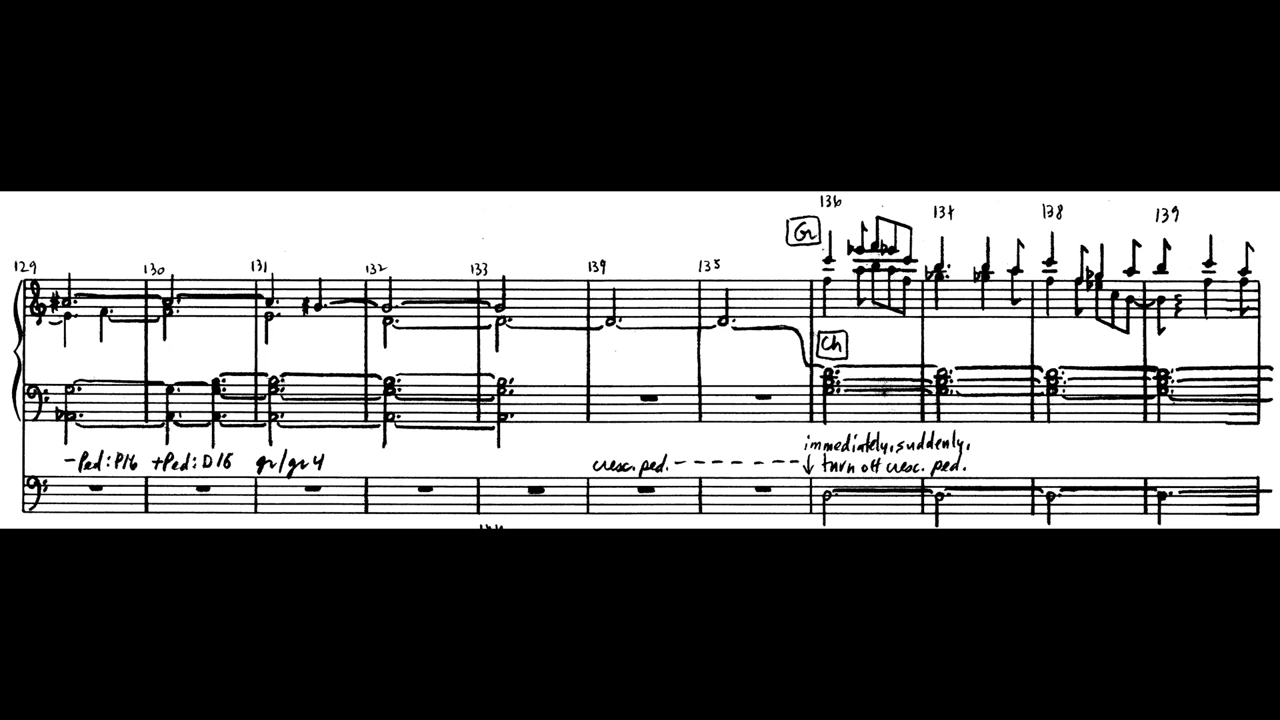 136 137 138 139
Gr
129 130 131 132 133 139 135
Ch
immediately, suddenly,
-Ped: P16 +Ped: D16 gr/gr 4 cresc. ped. - - - - - - - - ↓ turn off cresc. ped.